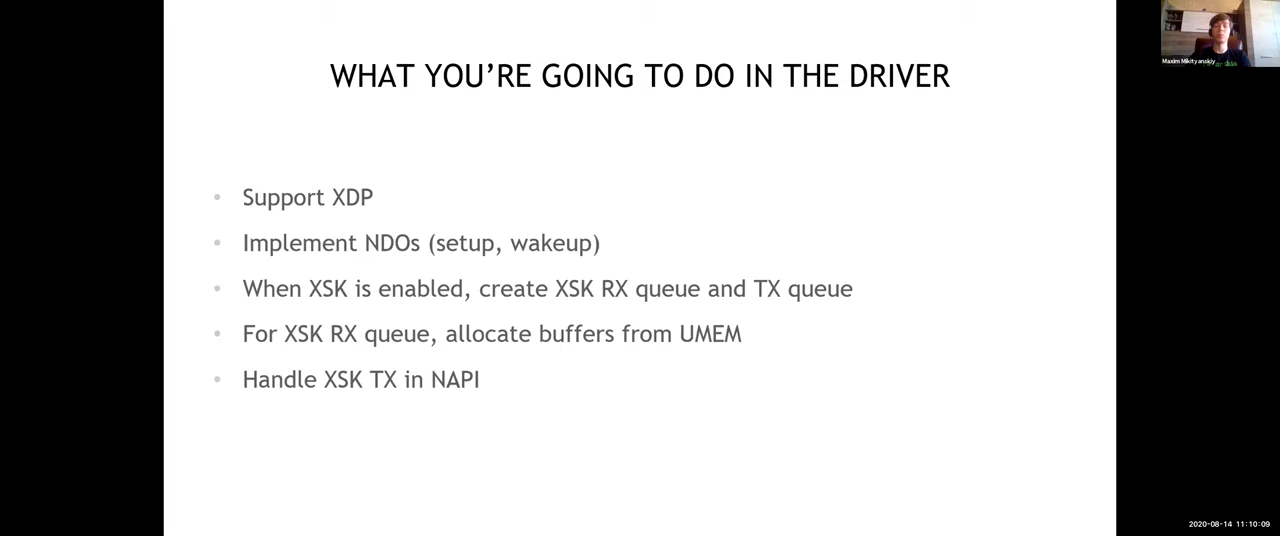 WHAT YOU’RE GOING TO DO IN THE DRIVER
• Support XDP
• Implement NDOs (setup, wakeup)
• When XSK is enabled, create XSK RX queue and TX queue
• For XSK RX queue, allocate buffers from UMEM
• Handle XSK TX in NAPI
Maxim Mikityanskiy
2020-08-14 11:10:09